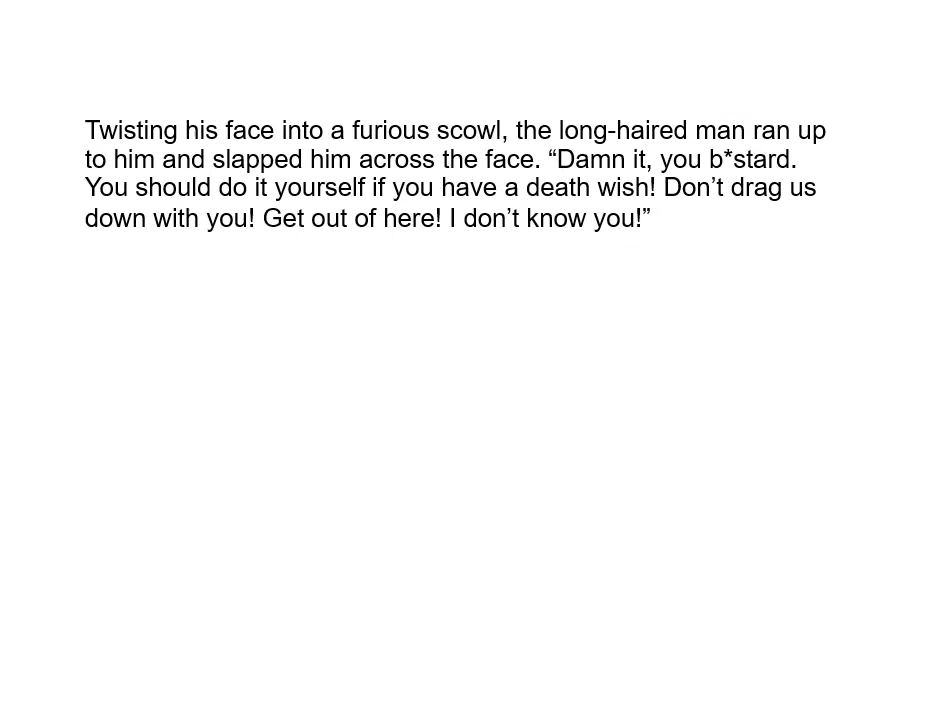 Twisting his face into a furious scowl, the long-haired man ran up
to him and slapped him across the face. “Damn it, you b*stard.
You should do it yourself if you have a death wish! Don’t drag us
down with you! Get out of here! I don’t know you!”